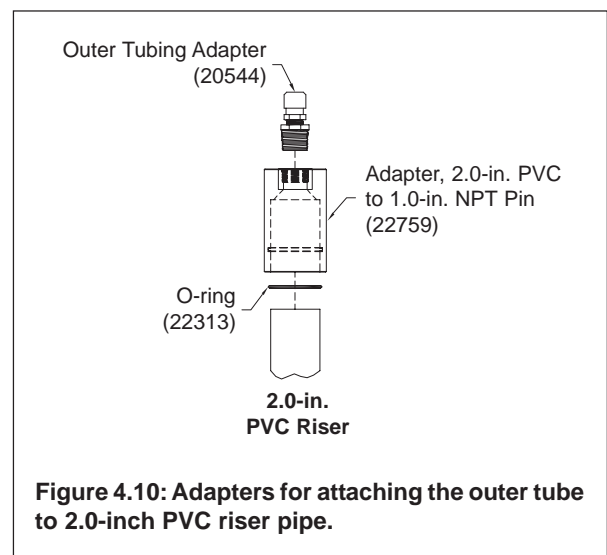 Outer Tubing Adapter
(20544)
Adapter, 2.0-in. PVC
to 1.0-in. NPT Pin
(22759)
O-ring
(22313)
2.0-in.
PVC Riser
Figure 4.10: Adapters for attaching the outer tube
to 2.0-inch PVC riser pipe.